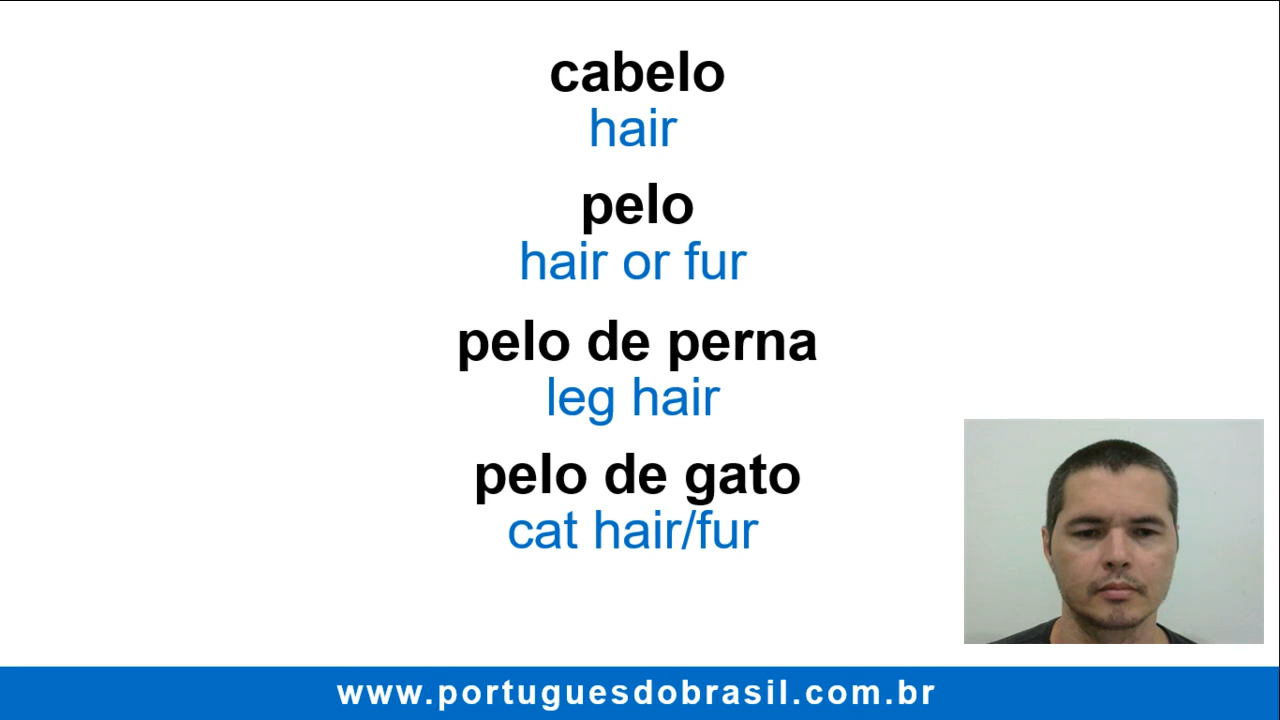 cabelo
hair
pelo
hair or fur
pelo de perna
leg hair
pelo de gato
cat hair/fur
www.portuguesdobrasil.com.br